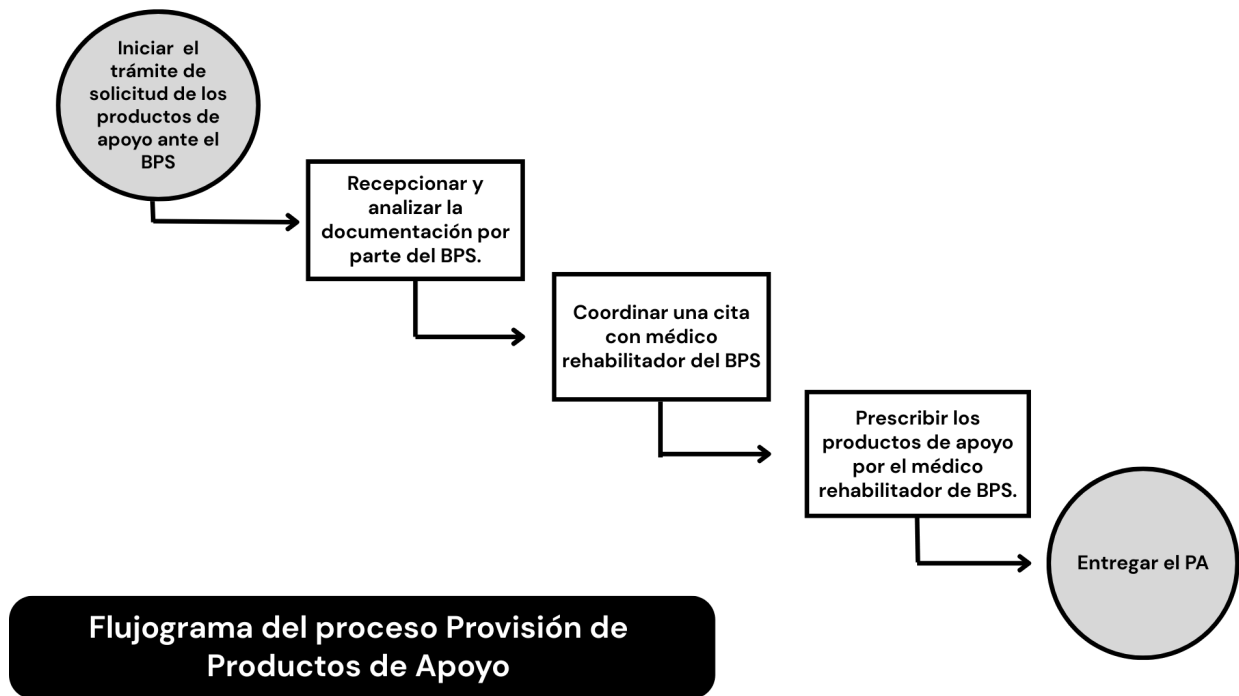 Iniciar el
trámite de
solicitud de los
productos de
apoyo ante el
BPS
Recepcionar y
analizar la
documentación por
parte del BPS.
Coordinar una cita
con médico
rehabilitador del BPS
Prescribir los
productos de apoyo
por el médico
rehabilitador de BPS.
Entregar el PA
Flujograma del proceso Provisión de
Productos de Apoyo